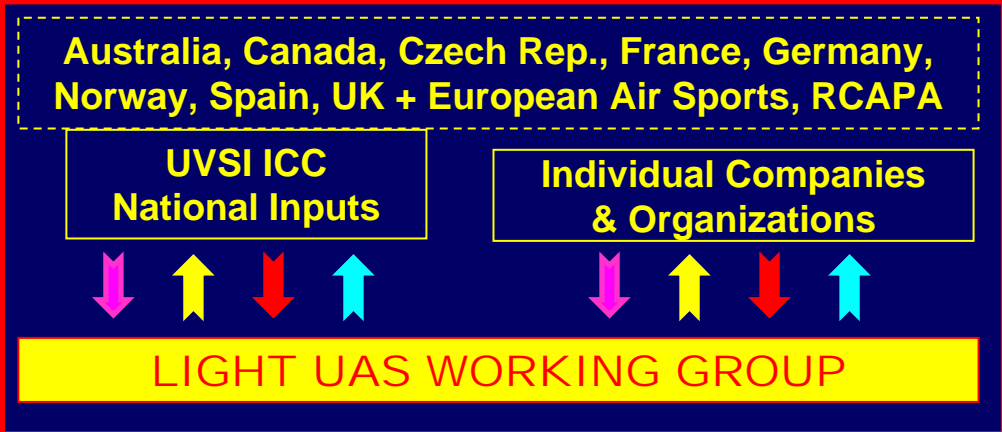 Australia, Canada, Czech Rep., France, Germany,
Norway, Spain, UK + European Air Sports, RCAPA
UVSI ICC
National Inputs
Individual Companies
& Organizations
LIGHT UAS WORKING GROUP